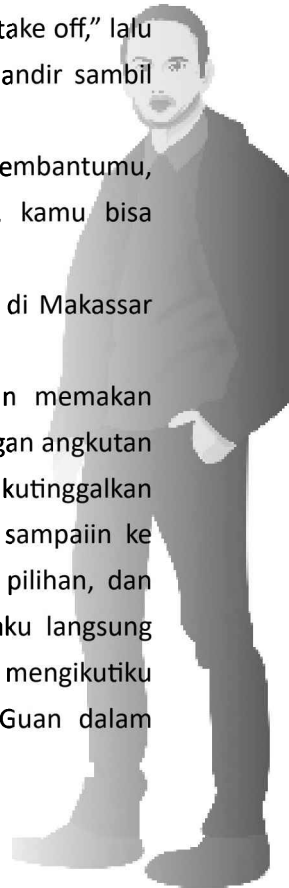 take off,” lalu
andir sambil
embantumu,
kamu bisa
di Makassar
n memakan
gan angkutan
kutinggalkan
sampaiin ke
pilihan, dan
ku langsung
mengikutiku
Guan dalam